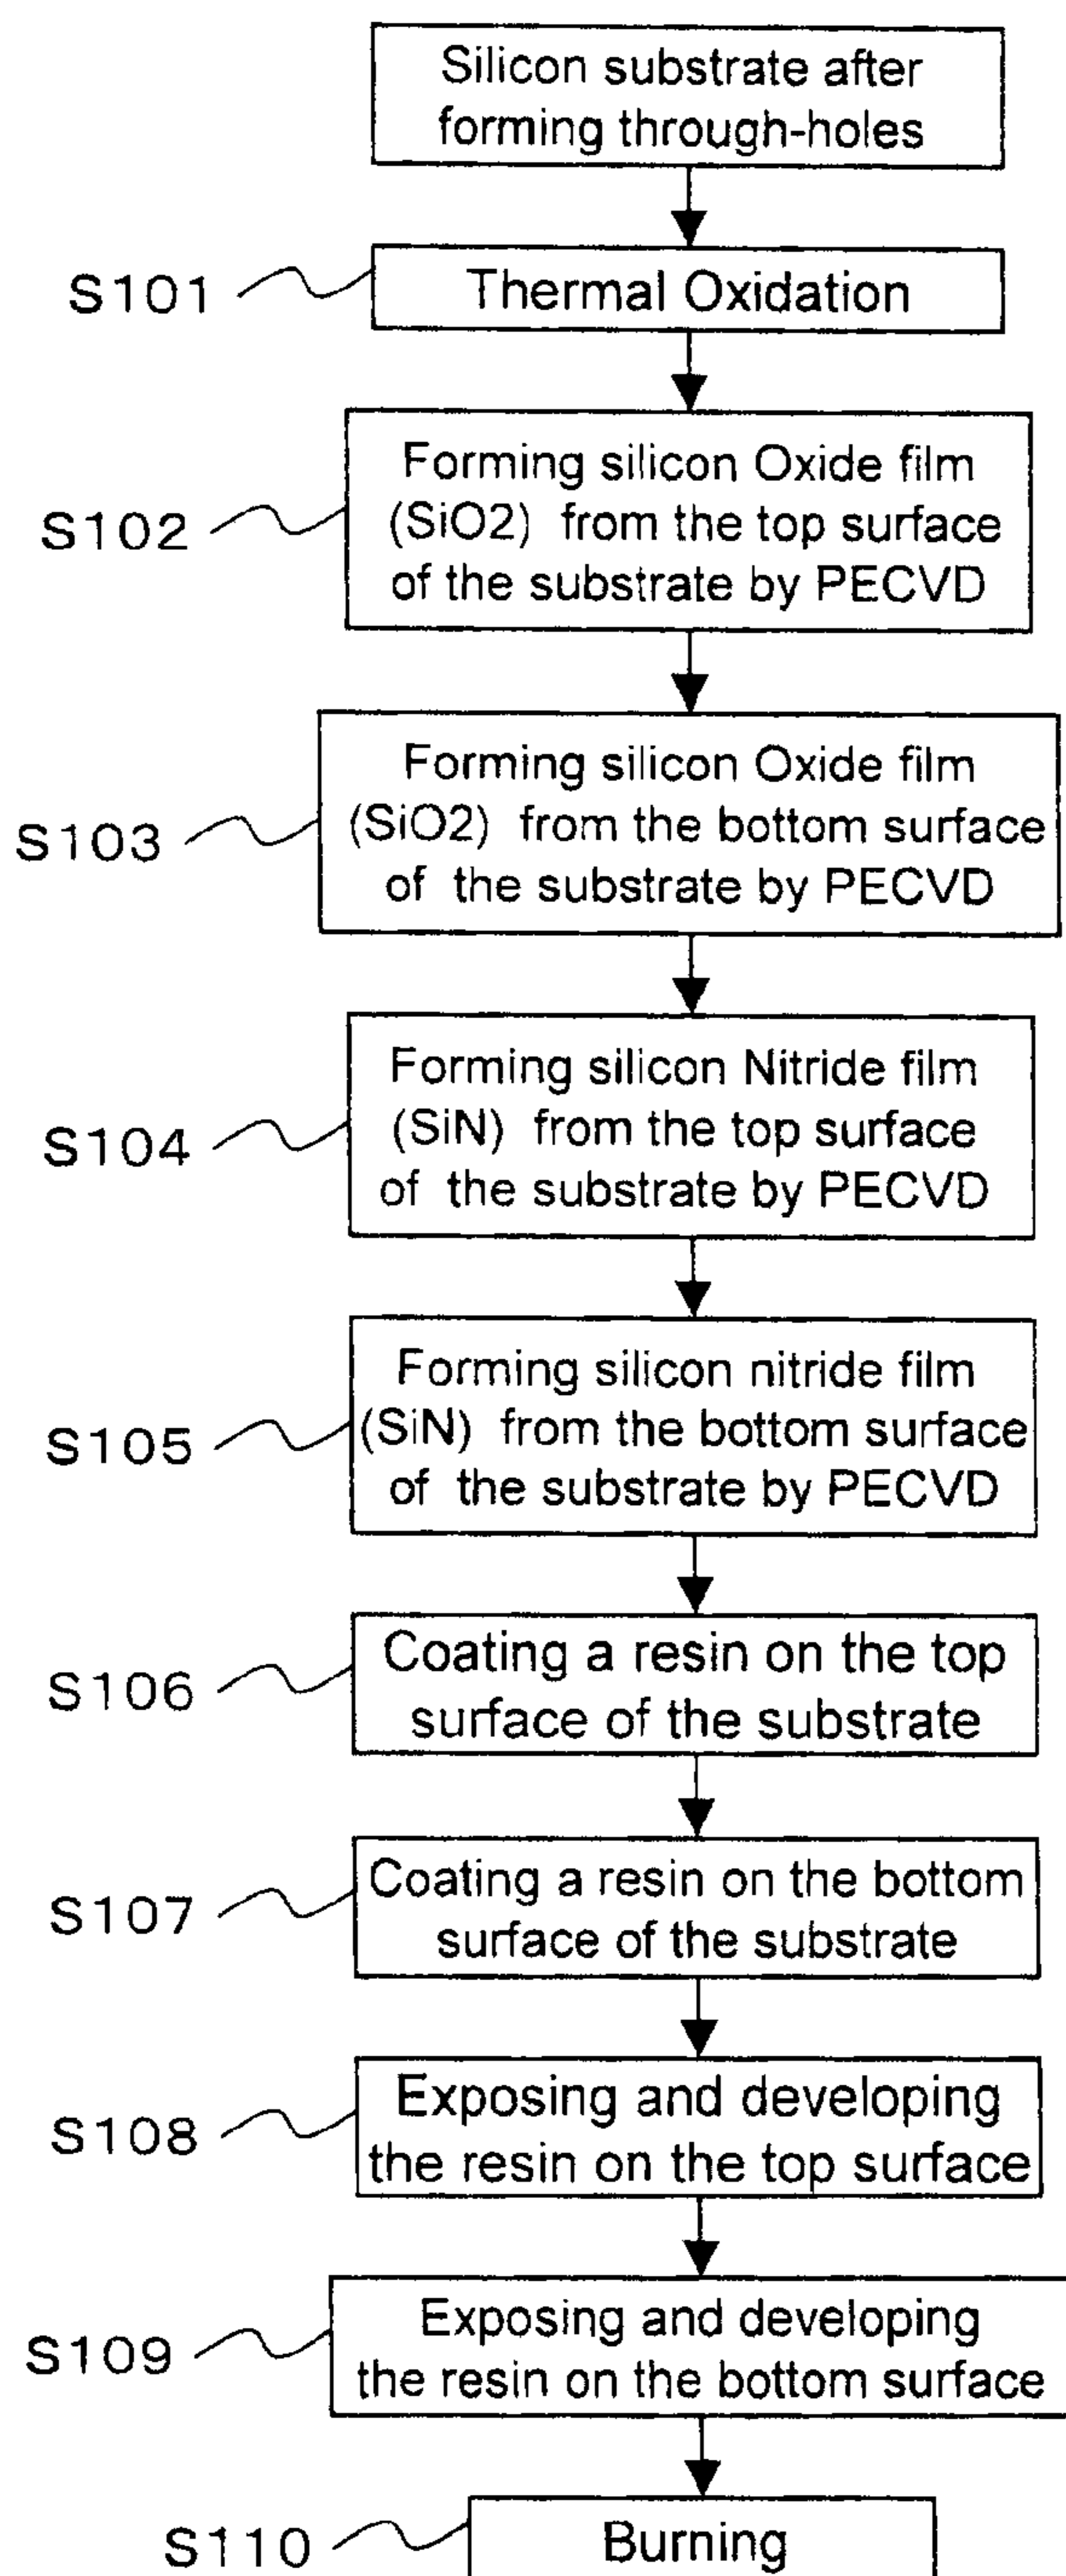 Silicon substrate after
forming through-holes
S101
Thermal Oxidation
S102
Forming silicon Oxide film
(SiO2) from the top surface
of the substrate by PECVD
S103
Forming silicon Oxide film
(SiO2) from the bottom surface
of the substrate by PECVD
S104
Forming silicon Nitride film
(SiN) from the top surface
of the substrate by PECVD
S105
Forming silicon nitride film
(SiN) from the bottom surface
of the substrate by PECVD
S106
Coating a resin on the top
surface of the substrate
S107
Coating a resin on the bottom
surface of the substrate
S108
Exposing and developing
the resin on the top surface
S109
Exposing and developing
the resin on the bottom surface
S110
Burning